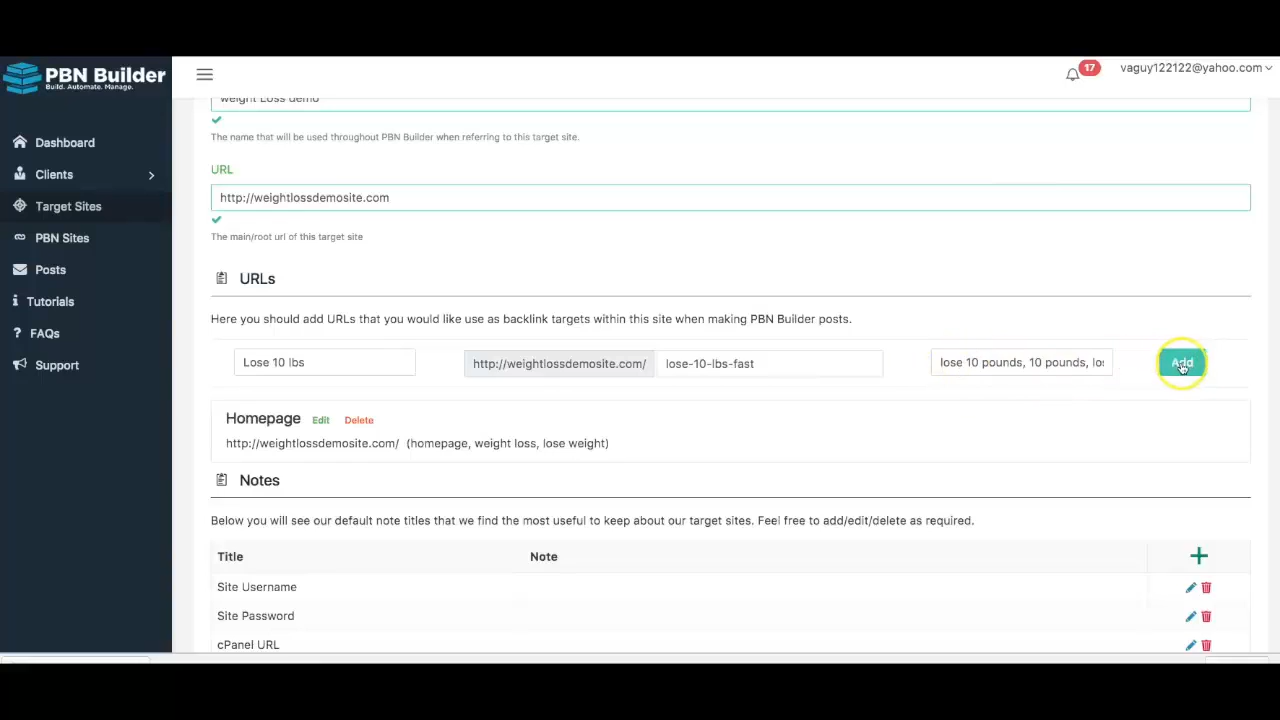 PBN Builder
Build. Automate. Manage.
17
vaguy122122@yahoo.com
Dashboard
Clients
Target Sites
PBN Sites
Posts
Tutorials
FAQs
Support
weight Loss demo
The name that will be used throughout PBN Builder when referring to this target site.
URL
http://weightlossdemosite.com
The main/root url of this target site
URLs
Here you should add URLs that you would like use as backlink targets within this site when making PBN Builder posts.
Lose 10 lbs http://weightlossdemosite.com/ lose-10-lbs-fast lose 10 pounds, 10 pounds, los Add
Homepage Edit Delete
http://weightlossdemosite.com/ (homepage, weight loss, lose weight)
Notes
Below you will see our default note titles that we find the most useful to keep about our target sites. Feel free to add/edit/delete as required.
Title Note
Site Username
Site Password
cPanel URL